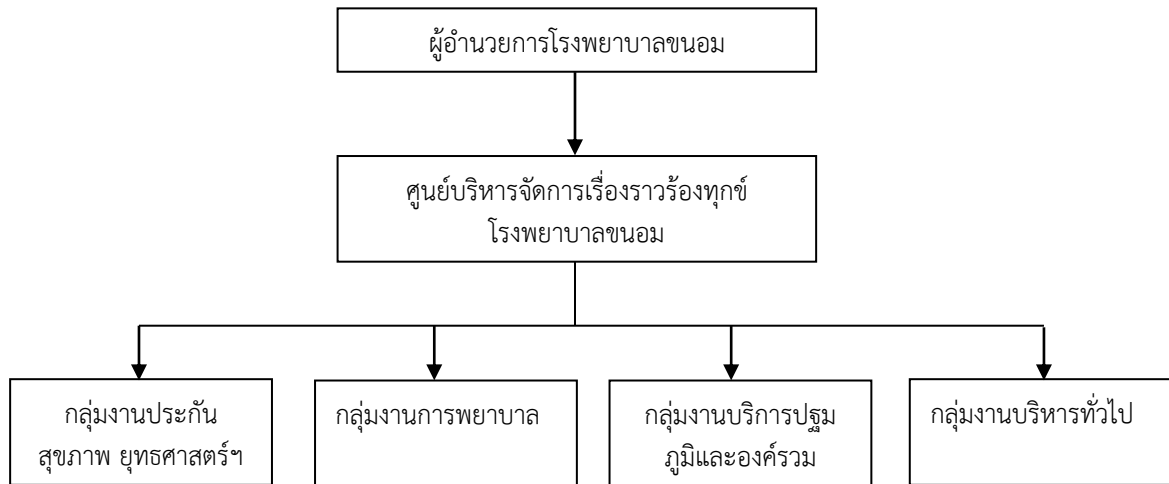 ผู้อำนวยการโรงพยาบาลขนอม
ศูนย์บริหารจัดการเรื่องราวร้องทุกข์
โรงพยาบาลขนอม
กลุ่มงานประกัน
สุขภาพ ยุทธศาสตร์ฯ
กลุ่มงานการพยาบาล
กลุ่มงานบริการปฐม
ภูมิและองค์รวม
กลุ่มงานบริหารทั่วไป